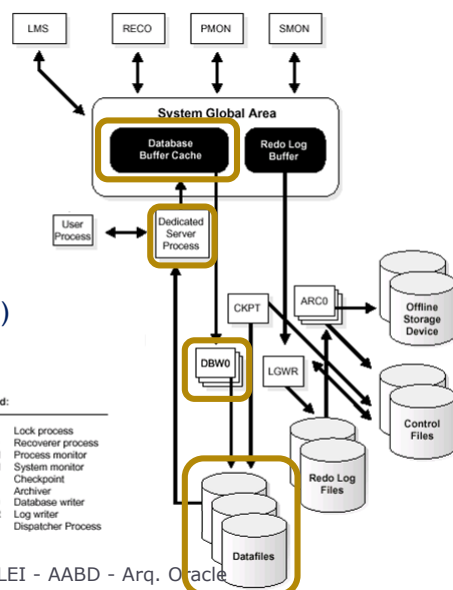 LMS
RECO
PMON
SMON
System Global Area
Database
Buffer Cache
Redo Log
Buffer
User
Process
Dedicated
Server
Process
)
CKPT
ARC0
Offline
Storage
Device
DBW0
LGWR
Control
Files
Redo Log
Files
Datafiles
d:
Lock process
Recoverer process
Process monitor
System monitor
Checkpoint
Archiver
Database writer
Log writer
Dispatcher Process
LEI - AABD - Arq. Oracle